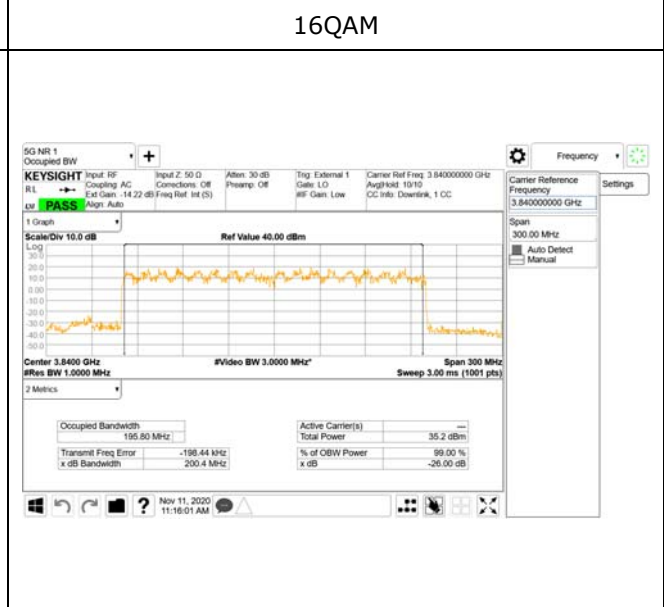 16QAM
5G NR 1
Occupied BW
Frequency
KEYSIGHT
RL
LV PASS
Input: RF
Coupling: AC
Ext Gain: -14.22 dB
Align: Auto
Input Z: 50 Ω
Corrections: Off
Freq Ref: Int (S)
Atten: 30 dB
Preamp: Off
Trig: External 1
Gate: LO
#IF Gain: Low
Carrier Ref Freq: 3.840000000 GHz
Avg|Hold: 10/10
CC Info: Downlink, 1 CC
Carrier Reference
Frequency
3.840000000 GHz
Settings
Span
300.00 MHz
Auto Detect
Manual
1 Graph
Scale/Div 10.0 dB
Ref Value 40.00 dBm
Log
30.0
20.0
10.0
0.00
-10.0
-20.0
-30.0
-40.0
-50.0
Center 3.8400 GHz
#Video BW 3.0000 MHz*
Span 300 MHz
#Res BW 1.0000 MHz
Sweep 3.00 ms (1001 pts)
2 Metrics
Occupied Bandwidth
195.80 MHz
Active Carrier(s) ---
Total Power 35.2 dBm
Transmit Freq Error -198.44 kHz
x dB Bandwidth 200.4 MHz
% of OBW Power 99.00 %
x dB -26.00 dB
?
Nov 11, 2020
11:16:01 AM